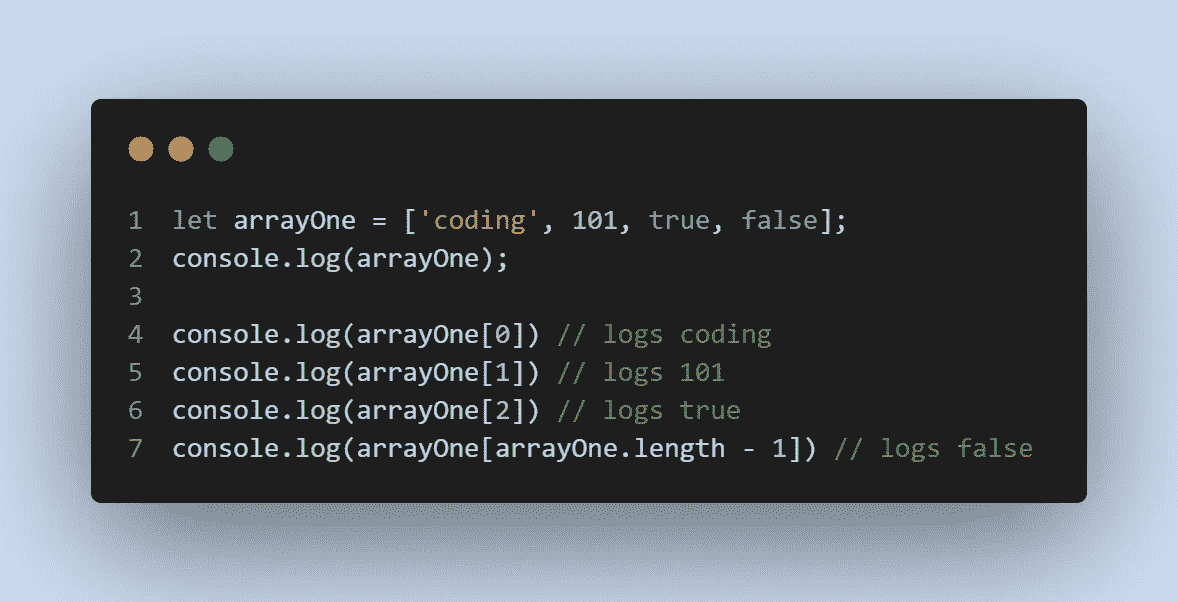 1 let arrayOne = ['coding', 101, true, false];
2 console.log(arrayOne);
3
4 console.log(arrayOne[0]) // logs coding
5 console.log(arrayOne[1]) // logs 101
6 console.log(arrayOne[2]) // logs true
7 console.log(arrayOne[arrayOne.length - 1]) // logs false